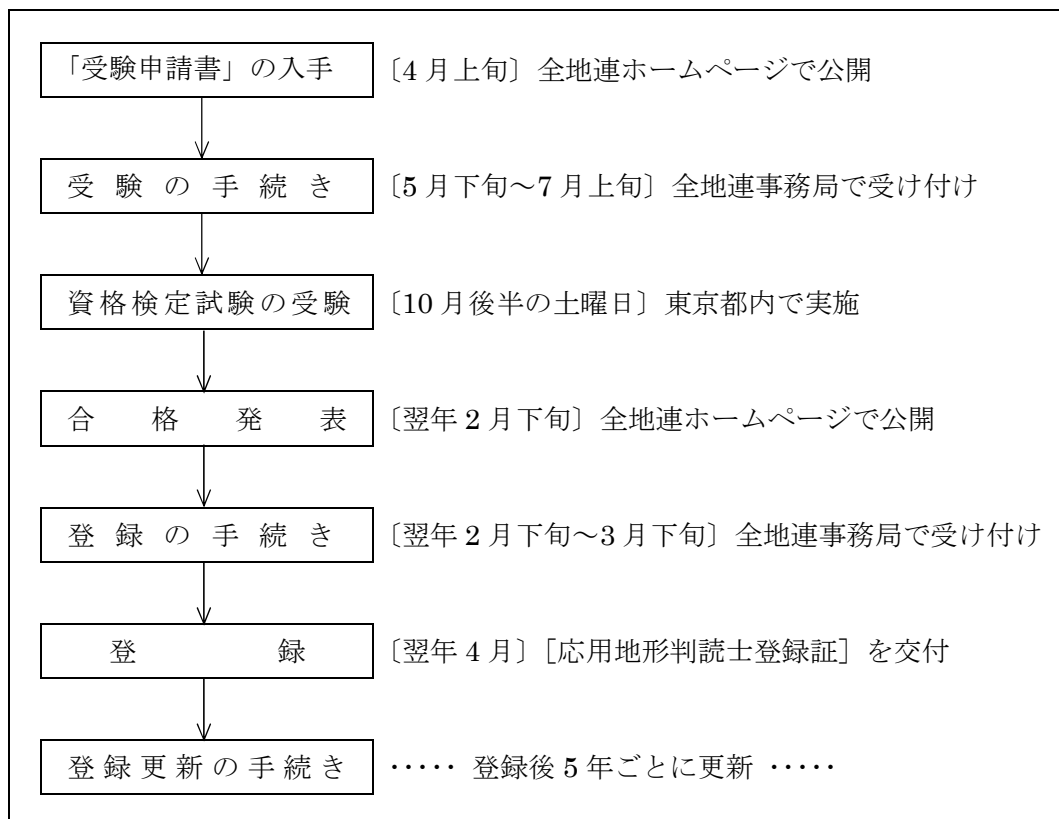 「受験申請書」の入手 〔4月上旬〕全地連ホームページで公開
受験の手続き 〔5月下旬～7月上旬〕全地連事務局で受け付け
資格検定試験の受験 〔10月後半の土曜日〕東京都内で実施
合格発表 〔翌年2月下旬〕全地連ホームページで公開
登録の手続き 〔翌年2月下旬～3月下旬〕全地連事務局で受け付け
登録 〔翌年4月〕［応用地形判読士登録証］を交付
登録更新の手続き ・・・・・ 登録後5年ごとに更新 ・・・・・